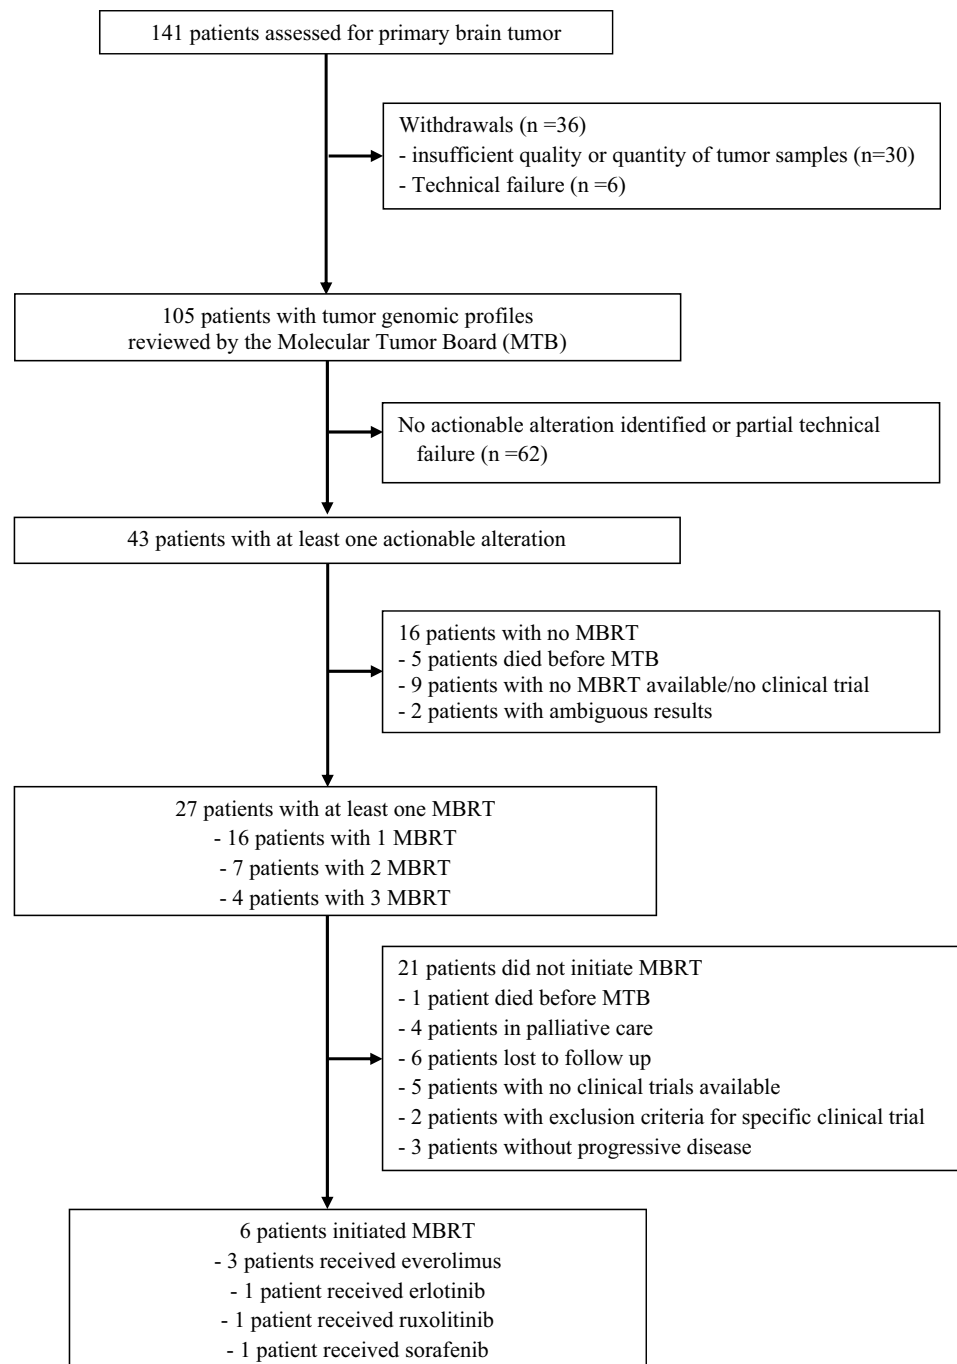 141 patients assessed for primary brain tumor
Withdrawals (n =36)
- insufficient quality or quantity of tumor samples (n=30)
- Technical failure (n =6)
105 patients with tumor genomic profiles
reviewed by the Molecular Tumor Board (MTB)
No actionable alteration identified or partial technical
failure (n =62)
43 patients with at least one actionable alteration
16 patients with no MBRT
- 5 patients died before MTB
- 9 patients with no MBRT available/no clinical trial
- 2 patients with ambiguous results
27 patients with at least one MBRT
- 16 patients with 1 MBRT
- 7 patients with 2 MBRT
- 4 patients with 3 MBRT
21 patients did not initiate MBRT
- 1 patient died before MTB
- 4 patients in palliative care
- 6 patients lost to follow up
- 5 patients with no clinical trials available
- 2 patients with exclusion criteria for specific clinical trial
- 3 patients without progressive disease
6 patients initiated MBRT
- 3 patients received everolimus
- 1 patient received erlotinib
- 1 patient received ruxolitinib
- 1 patient received sorafenib